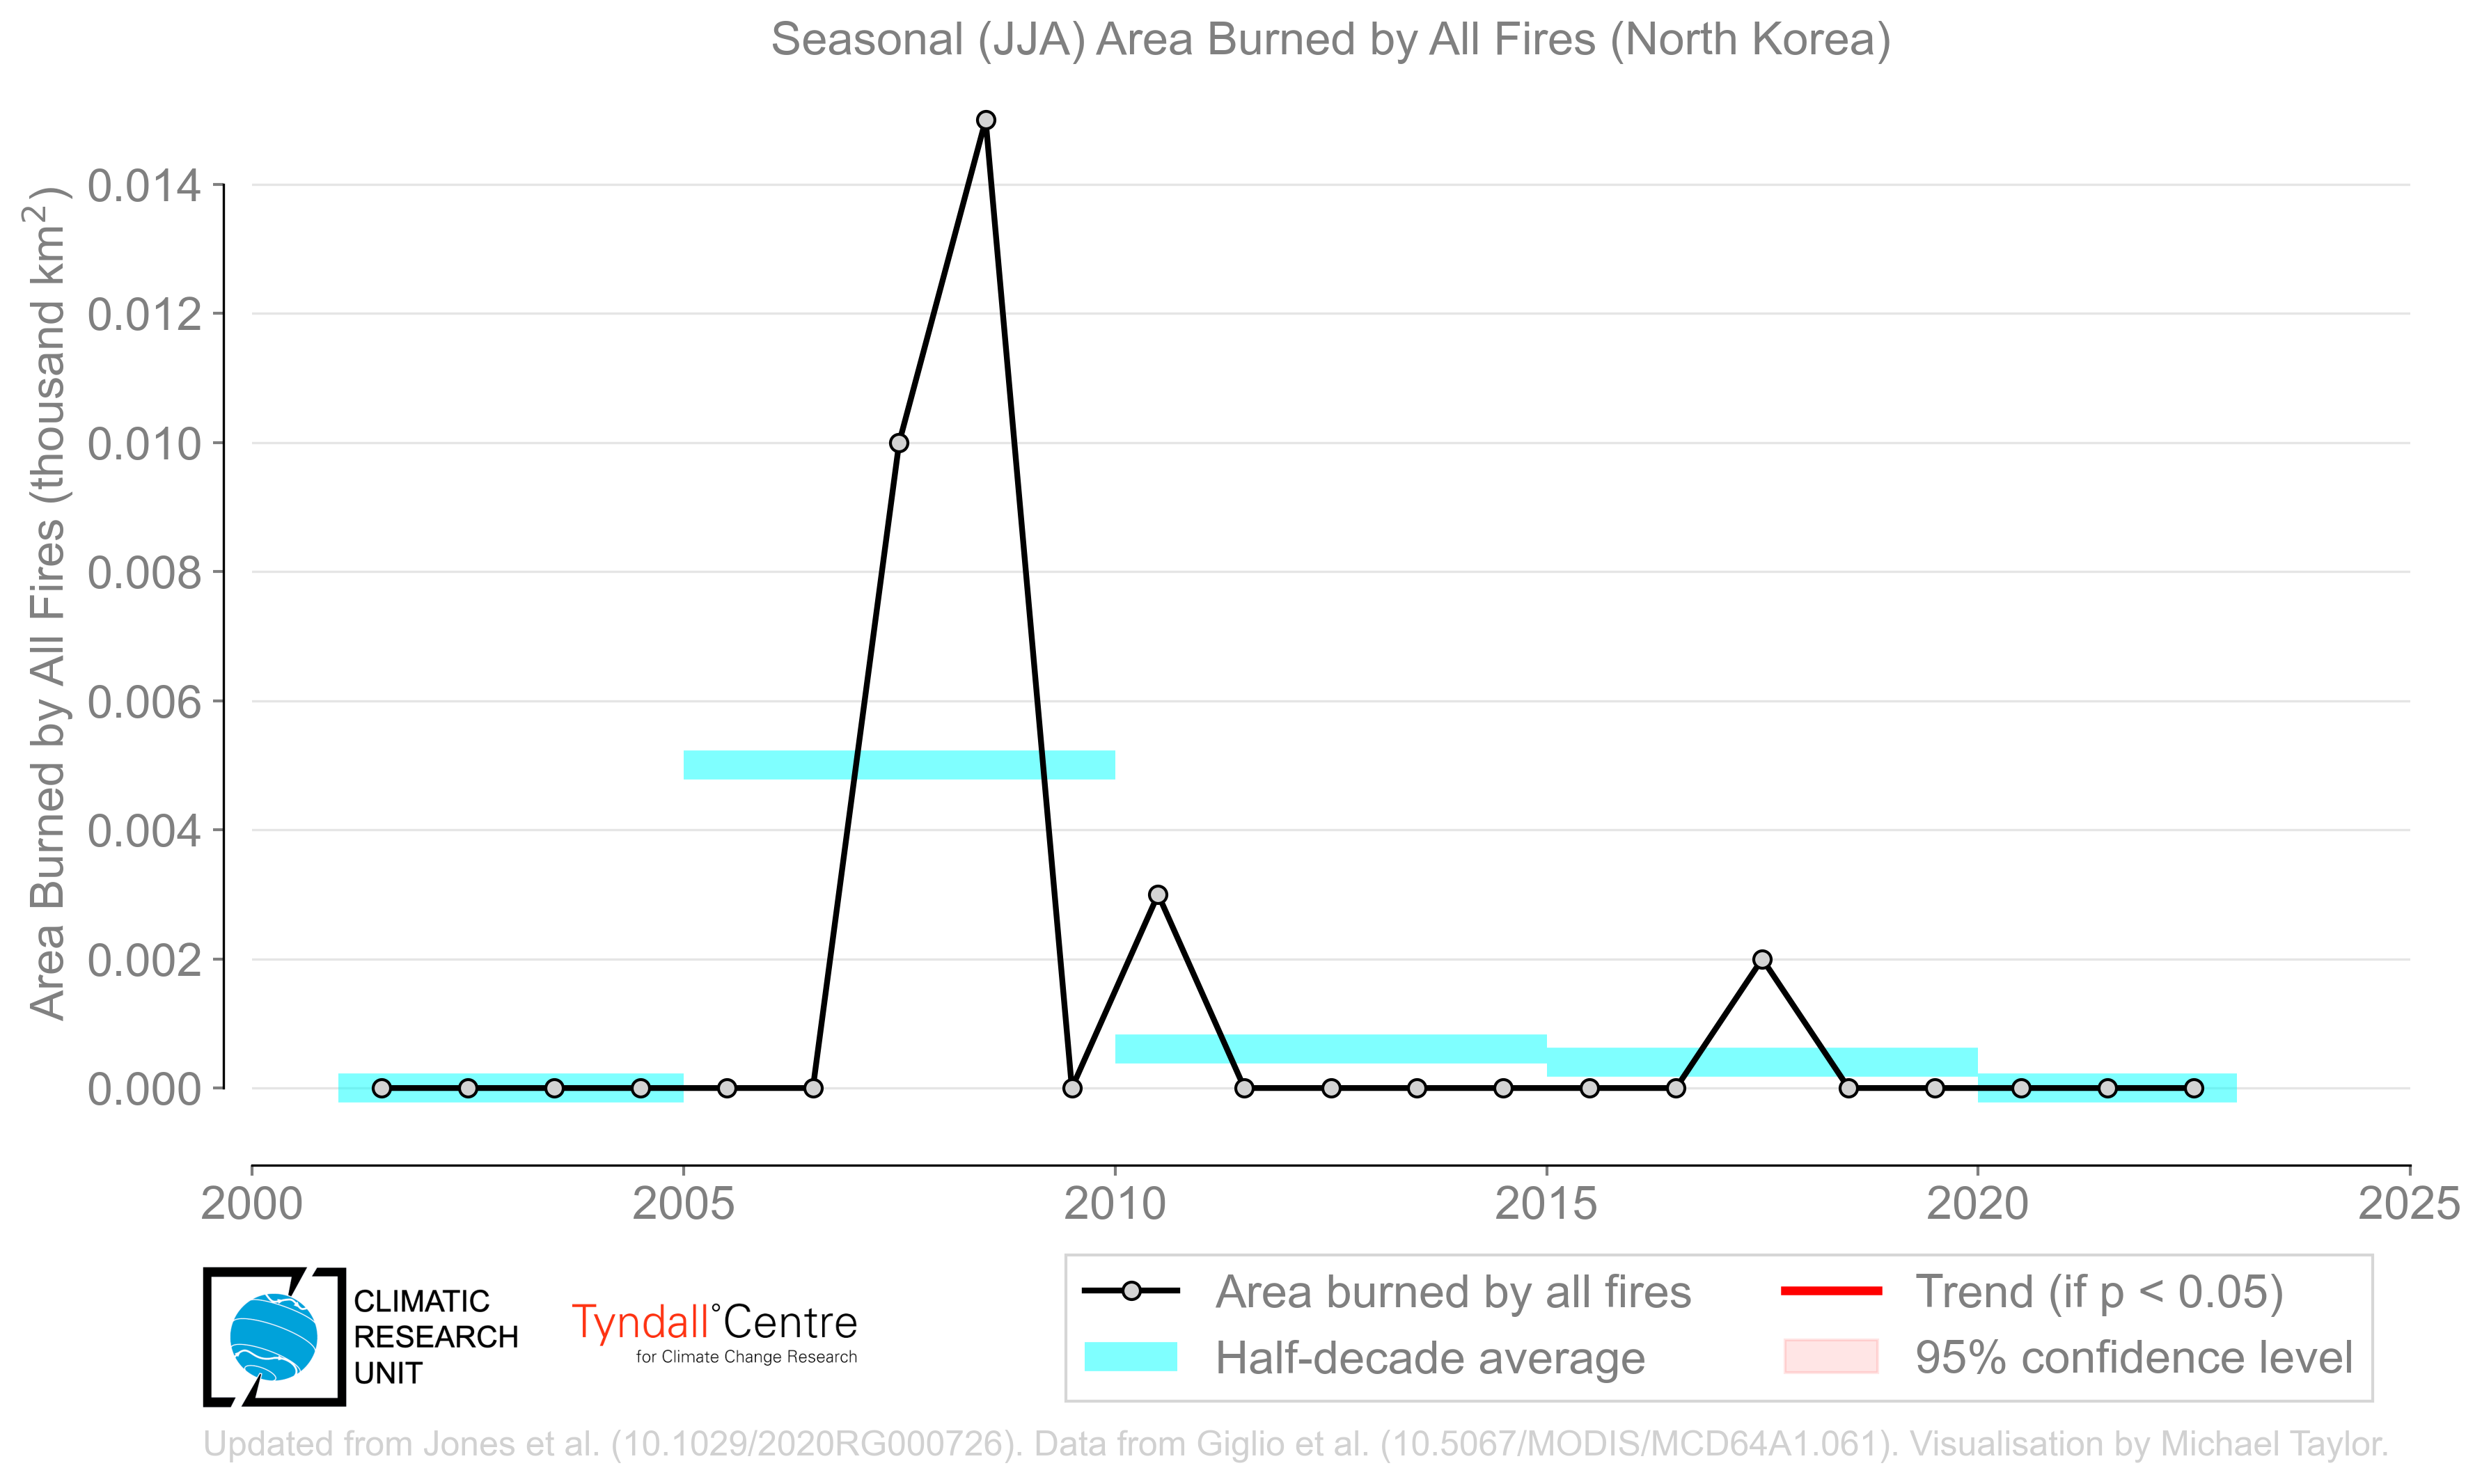 Seasonal (JJA) Area Burned by All Fires (North Korea)
Area Burned by All Fires (thousand km²)
0.014
0.012
0.010
0.008
0.006
0.004
0.002
0.000
2000 2005 2010 2015 2020 2025
CLIMATIC
RESEARCH
UNIT
Tyndall°Centre
for Climate Change Research
Area burned by all fires
Half-decade average
Trend (if p < 0.05)
95% confidence level
Updated from Jones et al. (10.1029/2020RG000726). Data from Giglio et al. (10.5067/MODIS/MCD64A1.061). Visualisation by Michael Taylor.